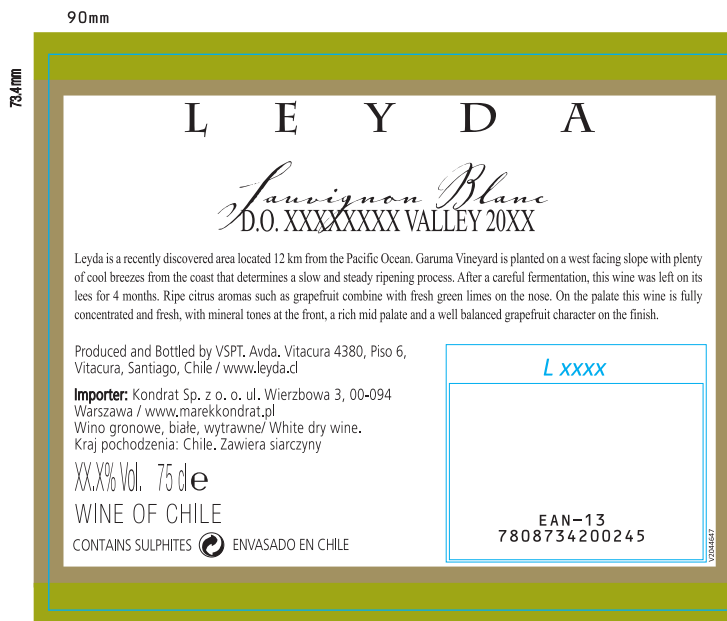 90mm
73.4mm
LEYDA
Sauvignon Blanc
D.O. XXXXXXXX VALLEY 20XX
Leyda is a recently discovered area located 12 km from the Pacific Ocean. Garuma Vineyard is planted on a west facing slope with plenty
of cool breezes from the coast that determines a slow and steady ripening process. After a careful fermentation, this wine was left on its
lees for 4 months. Ripe citrus aromas such as grapefruit combine with fresh green limes on the nose. On the palate this wine is fully
concentrated and fresh, with mineral tones at the front, a rich mid palate and a well balanced grapefruit character on the finish.
Produced and Bottled by VSPT. Avda. Vitacura 4380, Piso 6,
Vitacura, Santiago, Chile / www.leyda.cl
Importer: Kondrat Sp. z o. o. ul. Wierzbowa 3, 00-094
Warszawa / www.marekkondrat.pl
Wino gronowe, białe, wytrawne/ White dry wine.
Kraj pochodzenia: Chile. Zawiera siarczyny
XX.X% Vol. 75 cl e
WINE OF CHILE
CONTAINS SULPHITES ENVASADO EN CHILE
L xxxx
EAN-13
7808734200245
V2044647